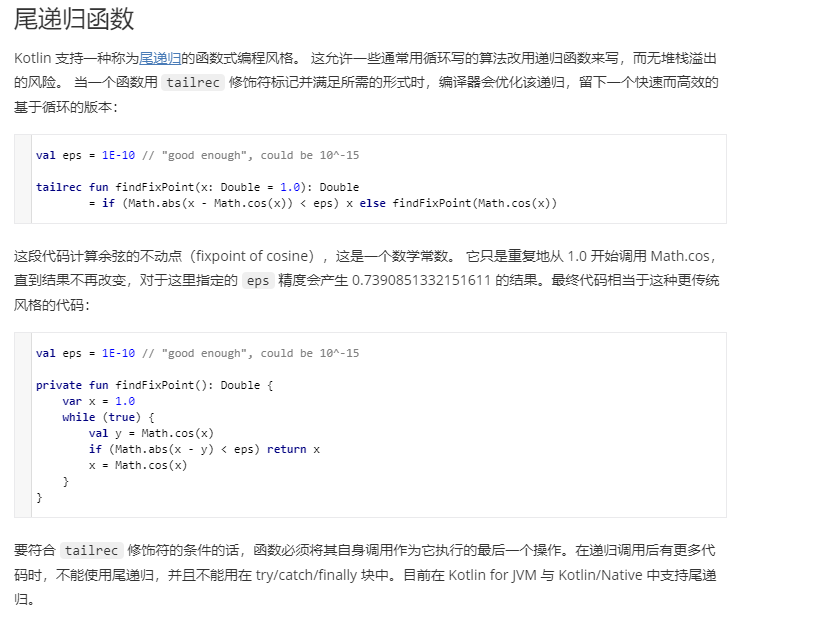 尾递归函数
Kotlin 支持一种称为尾递归的函数式编程风格。 这允许一些通常用循环写的算法改用递归函数来写，而无堆栈溢出
的风险。 当一个函数用 tailrec 修饰符标记并满足所需的形式时，编译器会优化该递归，留下一个快速而高效的
基于循环的版本：
val eps = 1E-10 // "good enough", could be 10^-15
tailrec fun findFixPoint(x: Double = 1.0): Double
        = if (Math.abs(x - Math.cos(x)) < eps) x else findFixPoint(Math.cos(x))
这段代码计算余弦的不动点（fixpoint of cosine），这是一个数学常数。 它只是重复地从 1.0 开始调用 Math.cos，
直到结果不再改变，对于这里指定的 eps 精度会产生 0.7390851332151611 的结果。最终代码相当于这种更传统
风格的代码：
val eps = 1E-10 // "good enough", could be 10^-15
private fun findFixPoint(): Double {
    var x = 1.0
    while (true) {
        val y = Math.cos(x)
        if (Math.abs(x - y) < eps) return x
        x = Math.cos(x)
    }
}
要符合 tailrec 修饰符的条件的话，函数必须将其自身调用作为它执行的最后一个操作。在递归调用后有更多代
码时，不能使用尾递归，并且不能用在 try/catch/finally 块中。目前在 Kotlin for JVM 与 Kotlin/Native 中支持尾递
归。